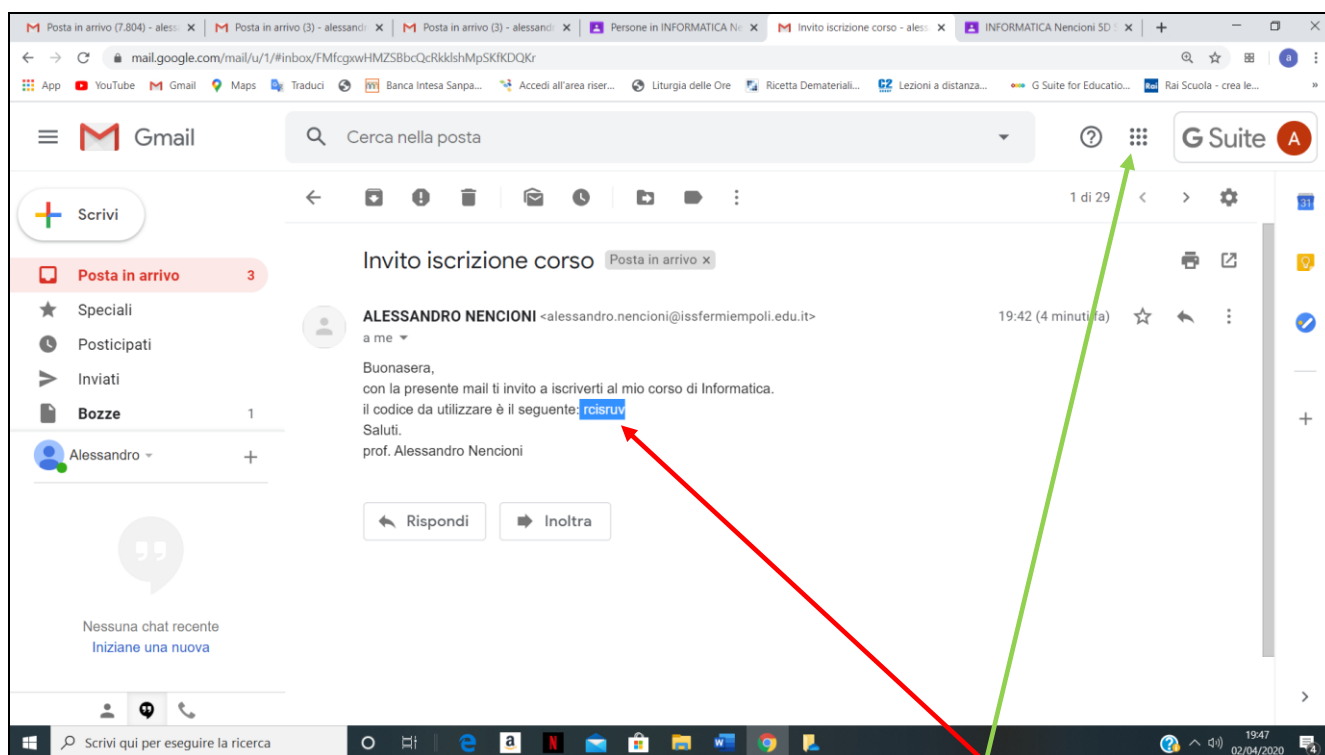 Posta in arrivo (7.804) - aless
Posta in arrivo (3) - alessand
Posta in arrivo (3) - alessand
Persone in INFORMATICA Ne
Invito iscrizione corso - aless
INFORMATICA Nencioni 5D S
mail.google.com/mail/u/1/#inbox/FMfcgxwHMZSBbcQcRkklshMpSKfKDQKr
a
App YouTube Gmail Maps Traduci Banca Intesa Sanpa... Accedi all'area riser... Liturgia delle Ore Ricetta Demateriali... Lezioni a distanza... G Suite for Educatio... Rai Scuola - crea le... »
Gmail
Cerca nella posta
G Suite A
Scrivi
1 di 29
31
Invito iscrizione corso Posta in arrivo x
Posta in arrivo 3
Speciali
Posticipati
Inviati
Bozze 1
Alessandro
ALESSANDRO NENCIONI <alessandro.nencioni@issfermiempoli.edu.it>
19:42 (4 minuti fa)
a me
Buonasera,
con la presente mail ti invito a iscriverti al mio corso di Informatica.
il codice da utilizzare è il seguente: rcisruv
Saluti.
prof. Alessandro Nencioni
Rispondi
Inoltra
Nessuna chat recente
Iniziane una nuova
Scrivi qui per eseguire la ricerca
19:47
02/04/2020
4